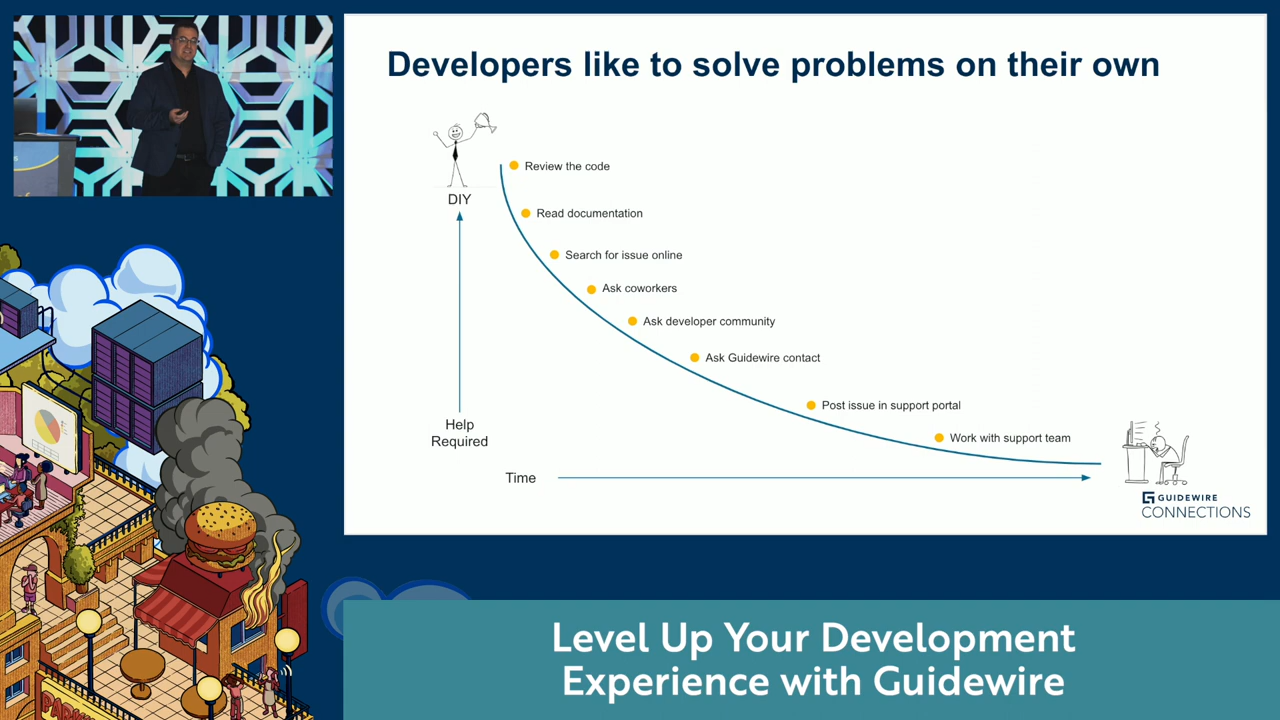 Developers like to solve problems on their own
Review the code
DIY
Read documentation
Search for issue online
Ask coworkers
Ask developer community
Ask Guidewire contact
Post issue in support portal
Help
Required
Work with support team
Time
GUIDEWIRE
CONNECTIONS
Level Up Your Development
Experience with Guidewire